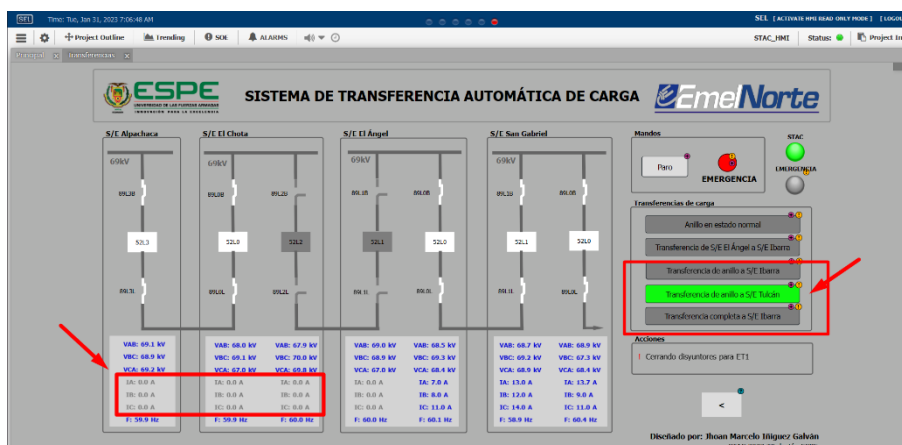 SEL Time: Tue, Jan 31, 2023 7:06:48 AM SEL [ACTIVATE HMI READ ONLY MODE] [LOGOU
Project Outline Trending SOE ALARMS STAC_HMI Status: Project In
Principal Transferencias
ESPE
UNIVERSIDAD DE LAS FUERZAS ARMADAS
INNOVACIÓN PARA LA EXCELENCIA
SISTEMA DE TRANSFERENCIA AUTOMÁTICA DE CARGA
EmelNorte
S/E Alpachaca S/E El Chota S/E El Ángel S/E San Gabriel
69kV 69kV 69kV 69kV
89L3B 89L0B 89L2B 89L1B 89L0B 89L1B 89L0B
52L3 52L0 52L2 52L1 52L0 52L1 52L0
89L3L 89L0L 89L2L 89L1L 89L0L 89L1L 89L0L
VAB: 69.1 kV VAB: 68.0 kV VAB: 67.9 kV VAB: 69.0 kV VAB: 68.5 kV VAB: 68.7 kV VAB: 68.9 kV
VBC: 68.9 kV VBC: 69.1 kV VBC: 70.0 kV VBC: 68.9 kV VBC: 69.3 kV VBC: 69.2 kV VBC: 67.3 kV
VCA: 69.2 kV VCA: 67.0 kV VCA: 69.8 kV VCA: 67.0 kV VCA: 68.4 kV VCA: 68.9 kV VCA: 68.4 kV
IA: 0.0 A IA: 0.0 A IA: 0.0 A IA: 0.0 A IA: 7.0 A IA: 13.0 A IA: 13.7 A
IB: 0.0 A IB: 0.0 A IB: 0.0 A IB: 0.0 A IB: 8.0 A IB: 12.0 A IB: 9.0 A
IC: 0.0 A IC: 0.0 A IC: 0.0 A IC: 0.0 A IC: 11.0 A IC: 14.0 A IC: 11.0 A
F: 59.9 Hz F: 59.9 Hz F: 60.0 Hz F: 60.0 Hz F: 60.1 Hz F: 58.9 Hz F: 60.4 Hz
Mandos
Paro
EMERGENCIA
STAC
EMERGENCIA
Transferencias de carga
Anillo en estado normal
Transferencia de S/E El Ángel a S/E Ibarra
Transferencia de anillo a S/E Ibarra
Transferencia de anillo a S/E Tulcán
Transferencia completa a S/E Ibarra
Acciones
! Cerrando disyuntores para ET1
<
Diseñado por: Jhoan Marcelo Iñiguez Galván